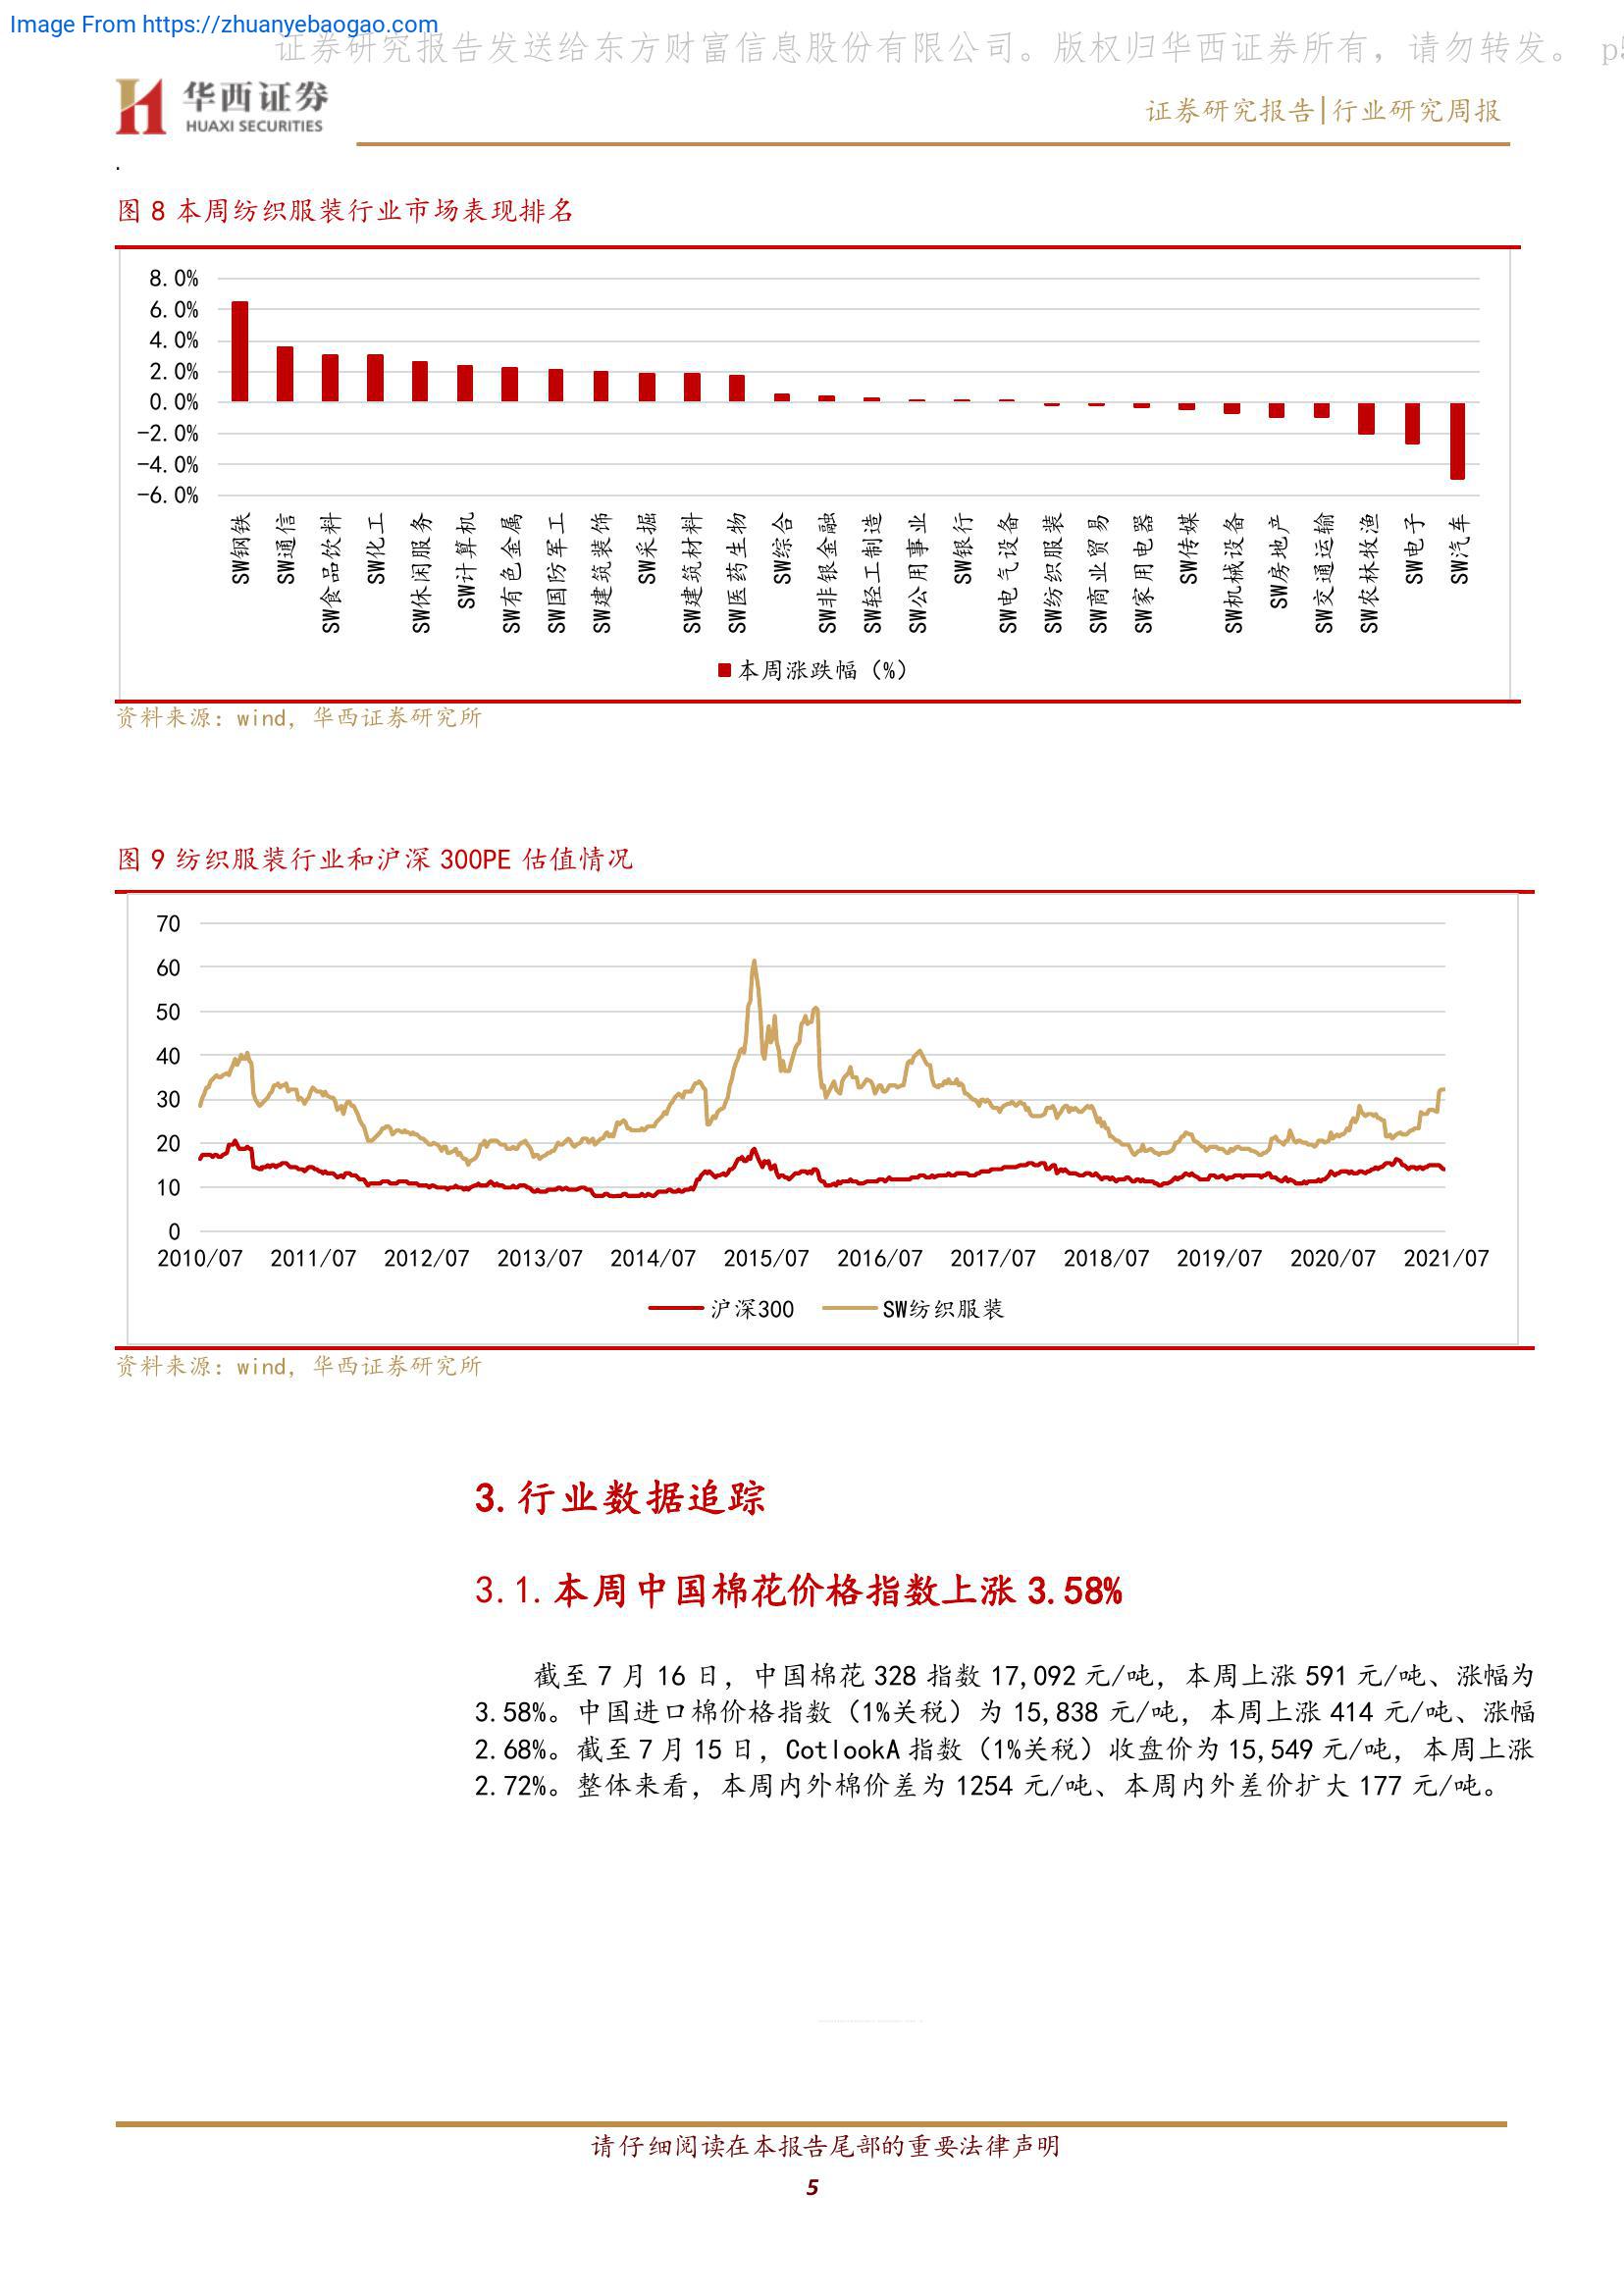 Image From https://zhuanyebaogao.com
证券研究报告发送给东方财富信息股份有限公司。版权归华西证券所有，请勿转发。 p5
华西证券
HUAXI SECURITIES
证券研究报告|行业研究周报
.
图 8 本周纺织服装行业市场表现排名
8.0%
6.0%
4.0%
2.0%
0.0%
-2.0%
-4.0%
-6.0%
SW钢铁
SW通信
SW食品饮料
SW化工
SW休闲服务
SW计算机
SW有色金属
SW国防军工
SW建筑装饰
SW采掘
SW建筑材料
SW医药生物
SW综合
SW非银金融
SW轻工制造
SW公用事业
SW银行
SW电气设备
SW纺织服装
SW商业贸易
SW家用电器
SW传媒
SW机械设备
SW房地产
SW交通运输
SW农林牧渔
SW电子
SW汽车
本周涨跌幅（%）
资料来源：wind，华西证券研究所
图 9 纺织服装行业和沪深 300PE 估值情况
70
60
50
40
30
20
10
0
2010/07 2011/07 2012/07 2013/07 2014/07 2015/07 2016/07 2017/07 2018/07 2019/07 2020/07 2021/07
沪深300 SW纺织服装
资料来源：wind，华西证券研究所
3.行业数据追踪
3.1.本周中国棉花价格指数上涨 3.58%
截至 7 月 16 日，中国棉花 328 指数 17,092 元/吨，本周上涨 591 元/吨、涨幅为
3.58%。中国进口棉价格指数（1%关税）为 15,838 元/吨，本周上涨 414 元/吨、涨幅
2.68%。截至 7 月 15 日，CotlookA 指数（1%关税）收盘价为 15,549 元/吨，本周上涨
2.72%。整体来看，本周内外棉价差为 1254 元/吨、本周内外差价扩大 177 元/吨。
请仔细阅读在本报告尾部的重要法律声明
5